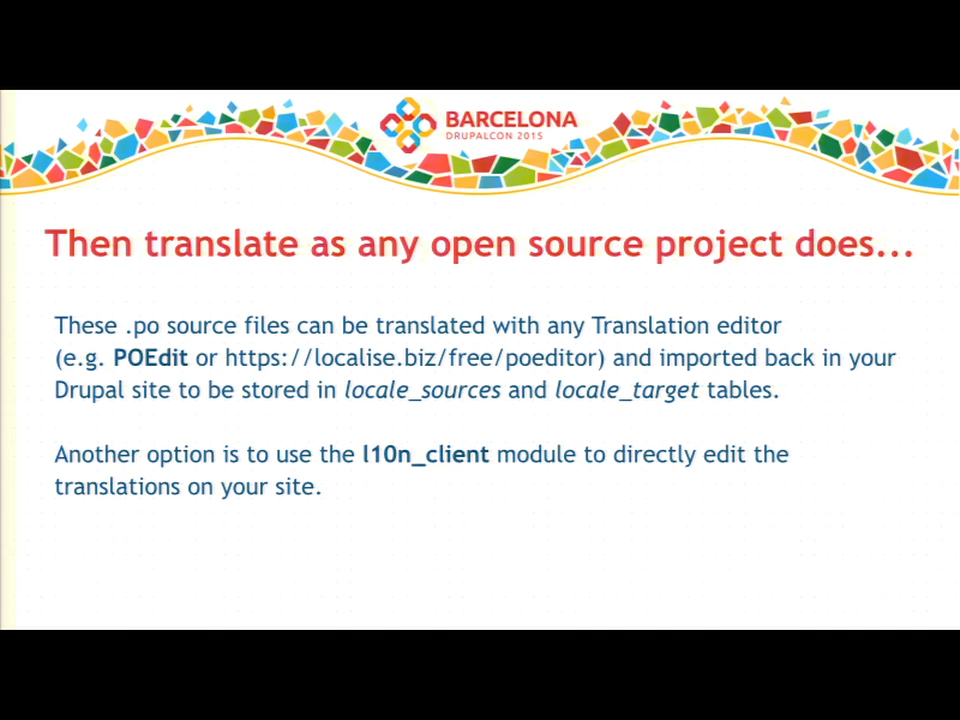 BARCELONA
DRUPALCON 2015
Then translate as any open source project does...
These .po source files can be translated with any Translation editor
(e.g. POEdit or https://localise.biz/free/poeditor) and imported back in your
Drupal site to be stored in locale_sources and locale_target tables.
Another option is to use the l10n_client module to directly edit the
translations on your site.